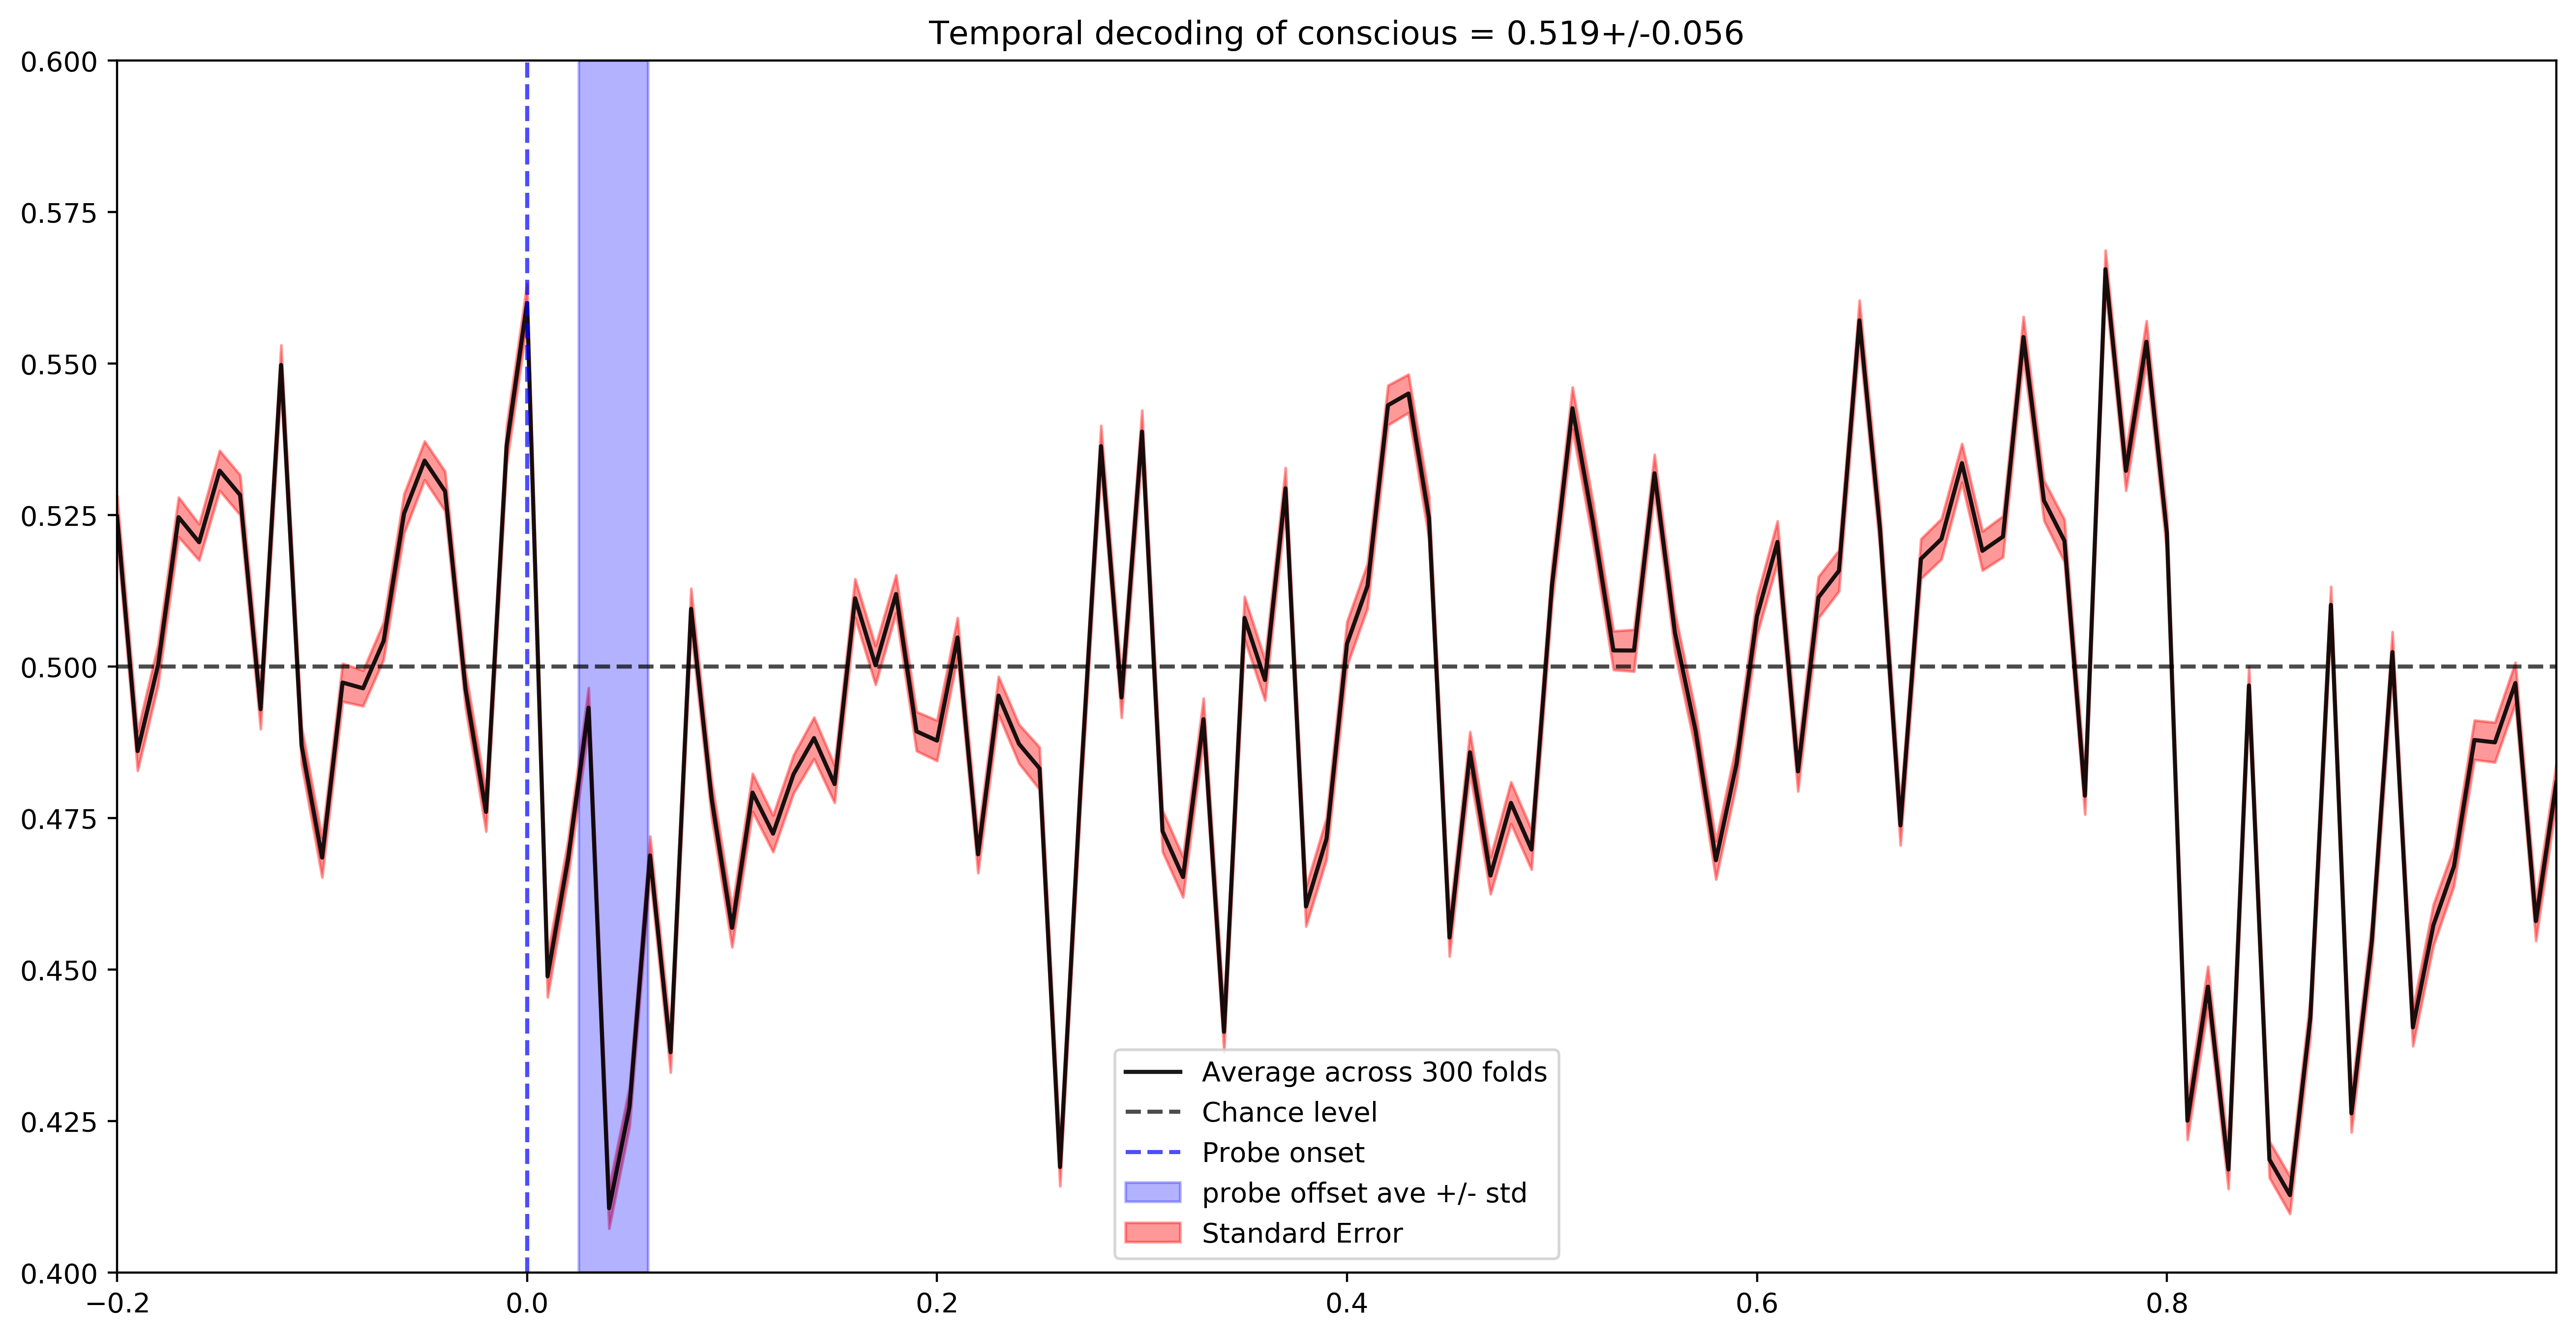 Temporal decoding of conscious = 0.519+/-0.056
0.600
0.575
0.550
0.525
0.500
0.475
0.450
0.425
0.400
−0.2
0.0
0.2
0.4
0.6
0.8
Average across 300 folds
Chance level
Probe onset
probe offset ave +/- std
Standard Error